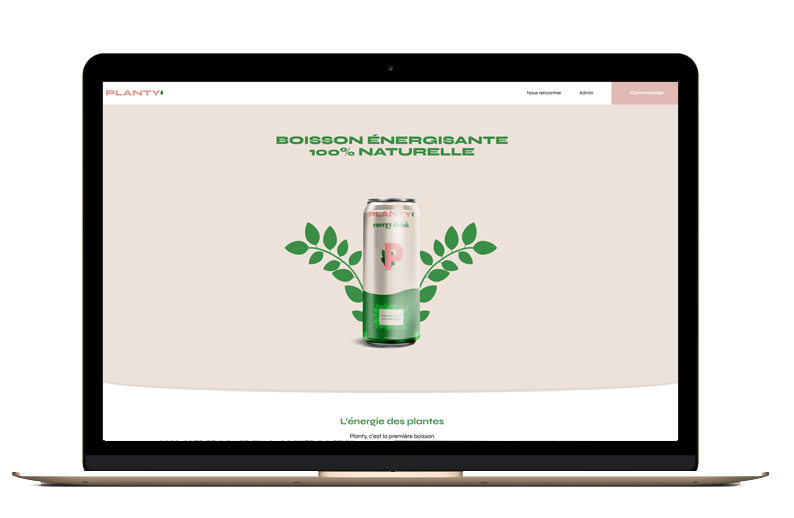 PLANTY
Nous rencontrer
Admin
Commander
BOISSON ÉNERGISANTE
100% NATURELLE
PLANTY
energy drink
P
L'énergie des plantes
Planty, c'est la première boisson